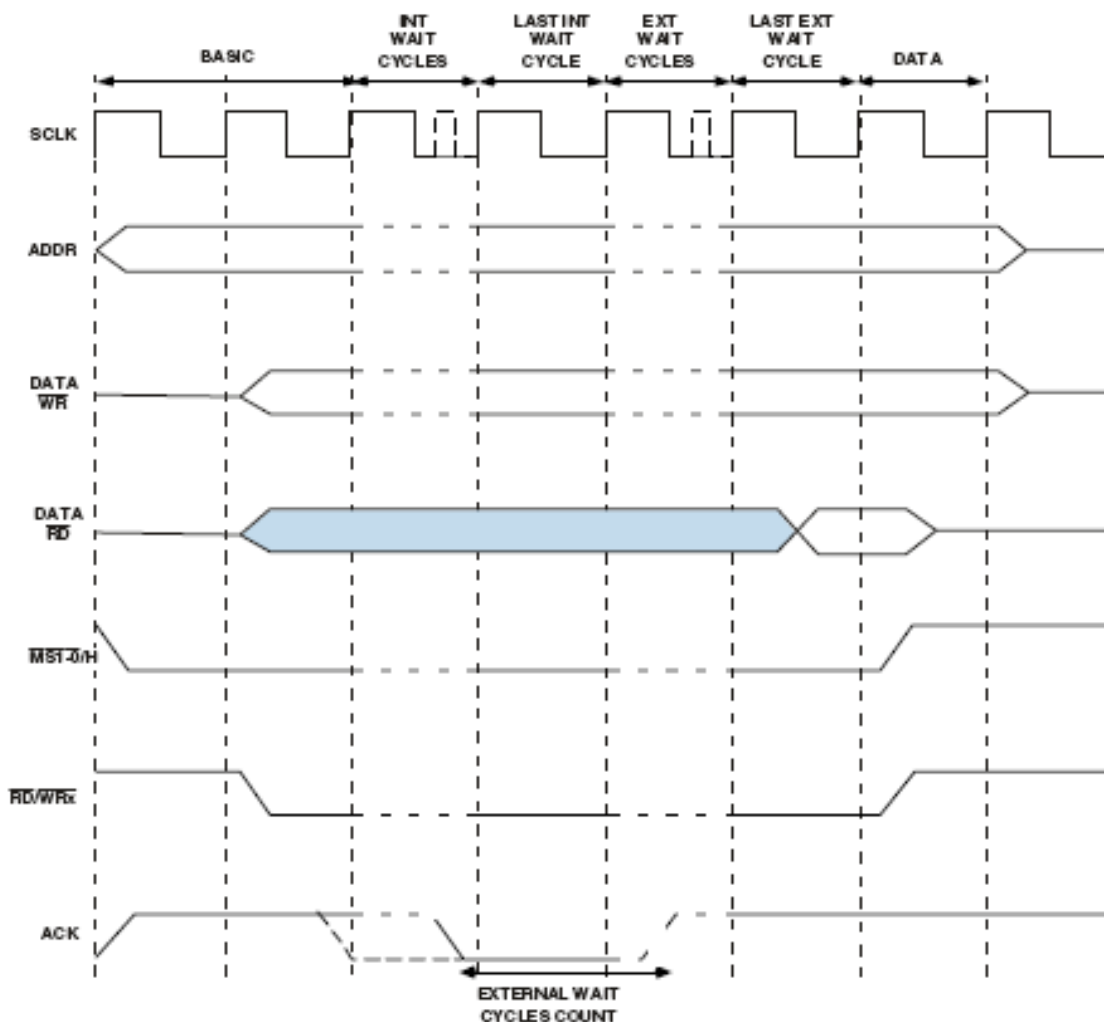 BASIC
INT
WAIT
CYCLES
LAST INT
WAIT
CYCLE
EXT
WAIT
CYCLES
LAST EXT
WAIT
CYCLE
DATA
SCLK
ADDR
DATA
WR
DATA
RD
MS1-0/H
RD/WRx
ACK
EXTERNAL WAIT
CYCLES COUNT